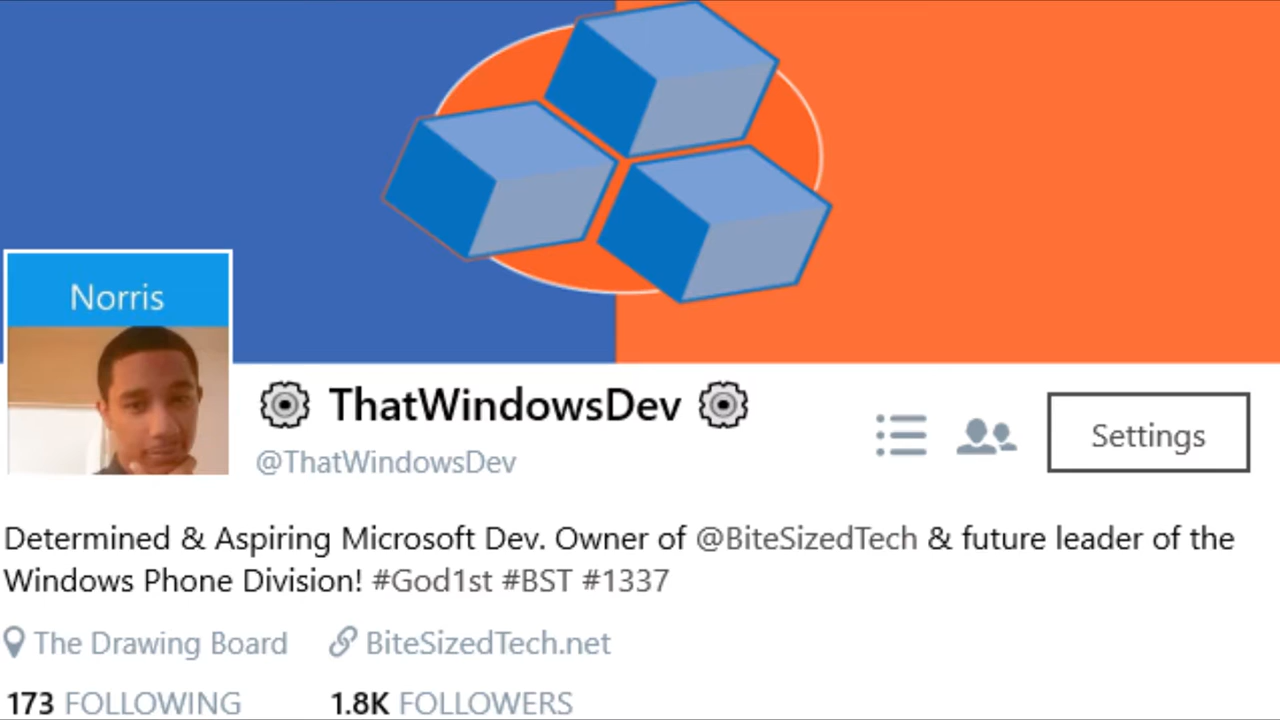 Norris
ThatWindowsDev
@ThatWindowsDev
Settings
Determined & Aspiring Microsoft Dev. Owner of @BiteSizedTech & future leader of the
Windows Phone Division! #God1st #BST #1337
The Drawing Board BiteSizedTech.net
173 FOLLOWING 1.8K FOLLOWERS